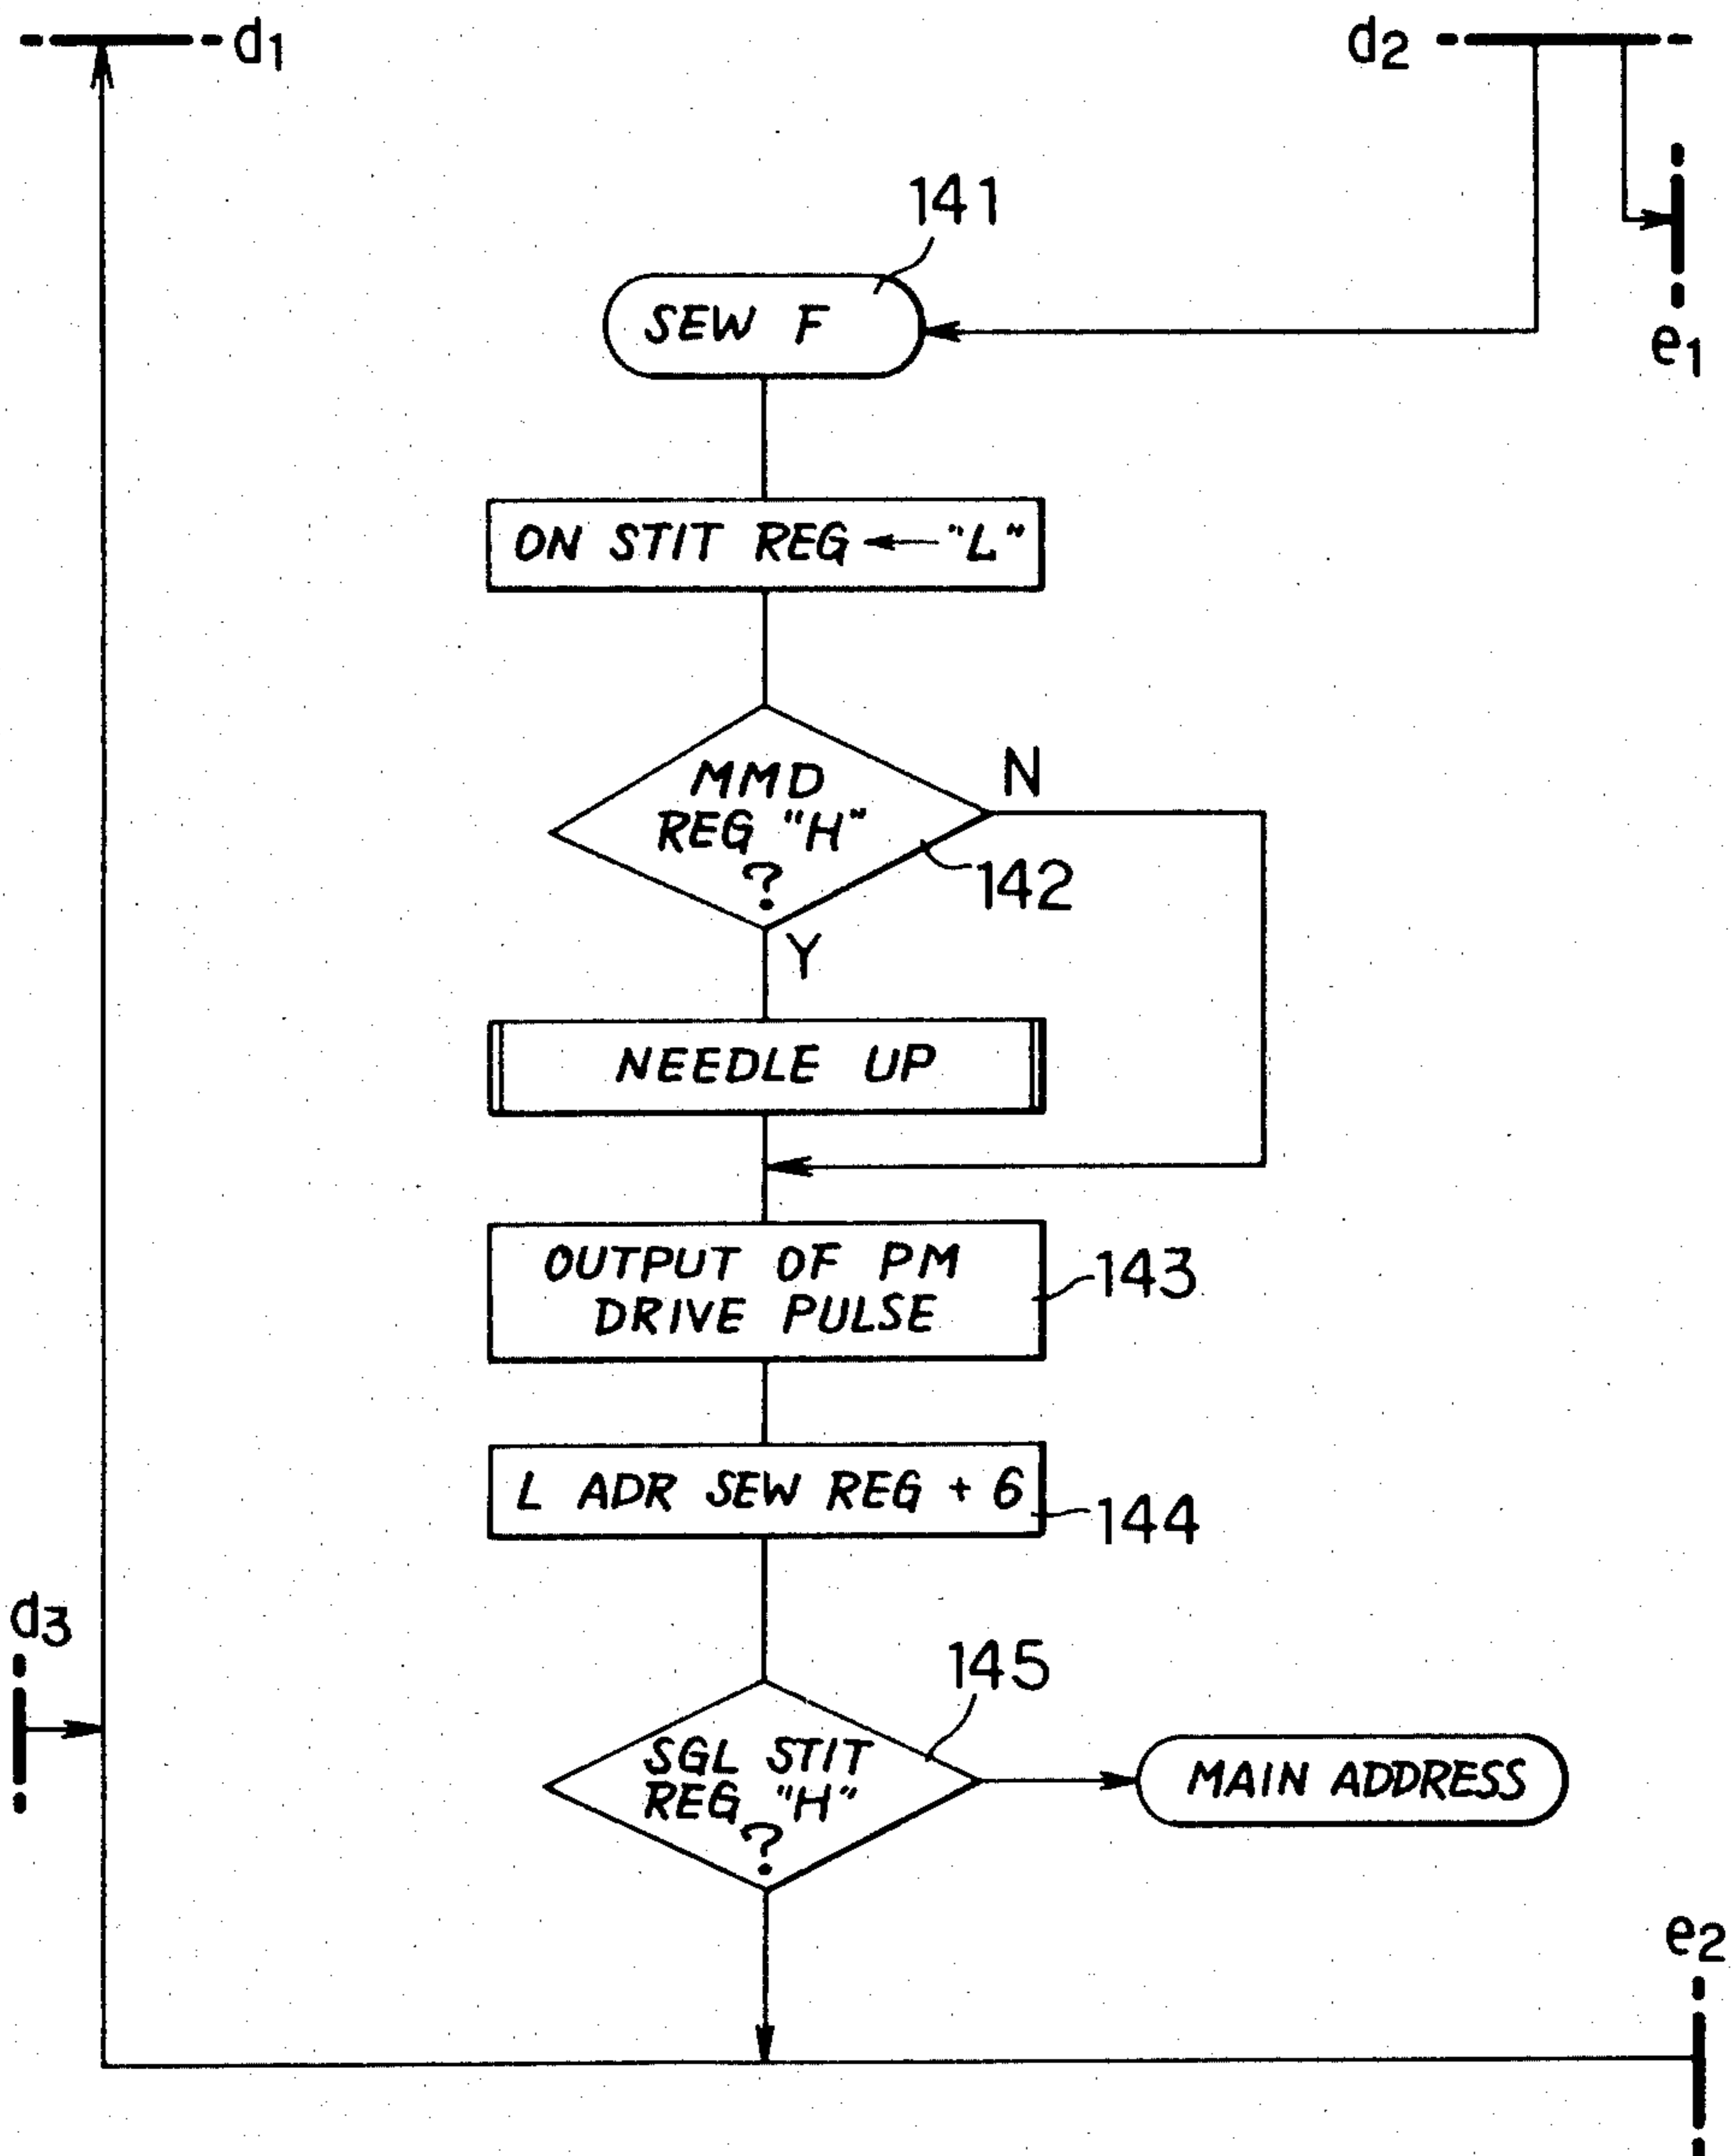 d1
d2
141
e1
SEW F
ON STIT REG ← "L"
MMD
REG "H"
?
N
142
Y
NEEDLE UP
OUTPUT OF PM
DRIVE PULSE
143
L ADR SEW REG + 6
144
d3
145
SGL STIT
REG "H"
?
MAIN ADDRESS
e2